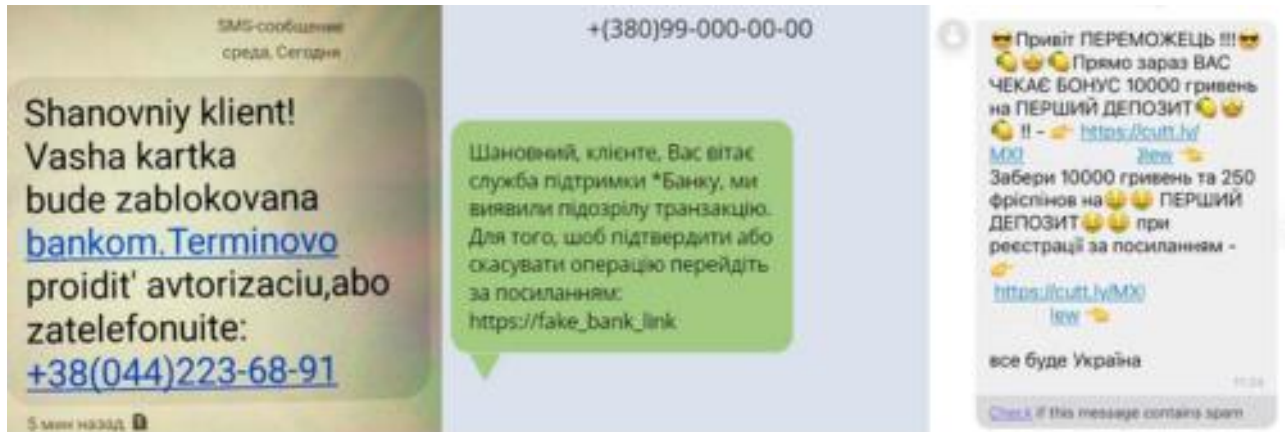 SMS-сообщение
среда, Сегодня
Shanovniy klient!
Vasha kartka
bude zablokovana
bankom.Terminovo
proidit' avtorizaciu,abo
zatelefonuite:
+38(044)223-68-91
5 мин назад
+(380)99-000-00-00
Шановний, клієнте, Вас вітає
служба підтримки *Банку, ми
виявили підозрілу транзакцію.
Для того, щоб підтвердити або
скасувати операцію перейдіть
за посиланням:
https://fake_bank_link
😎Привіт ПЕРЕМОЖЕЦЬ !!!😎
🍋🤩🍋Прямо зараз ВАС
ЧЕКАЄ БОНУС 10000 гривень
на ПЕРШИЙ ДЕПОЗИТ🍋🤩
🍋 !! - 👉 https://cutt.ly/
👈
Забери 10000 гривень та 250
фріспінов на🤑🤑 ПЕРШИЙ
ДЕПОЗИТ🤑🤑 при
реєстрації за посиланням -
👉
https://cutt.ly/MXI
👈
все буде Україна
Check if this message contains spam